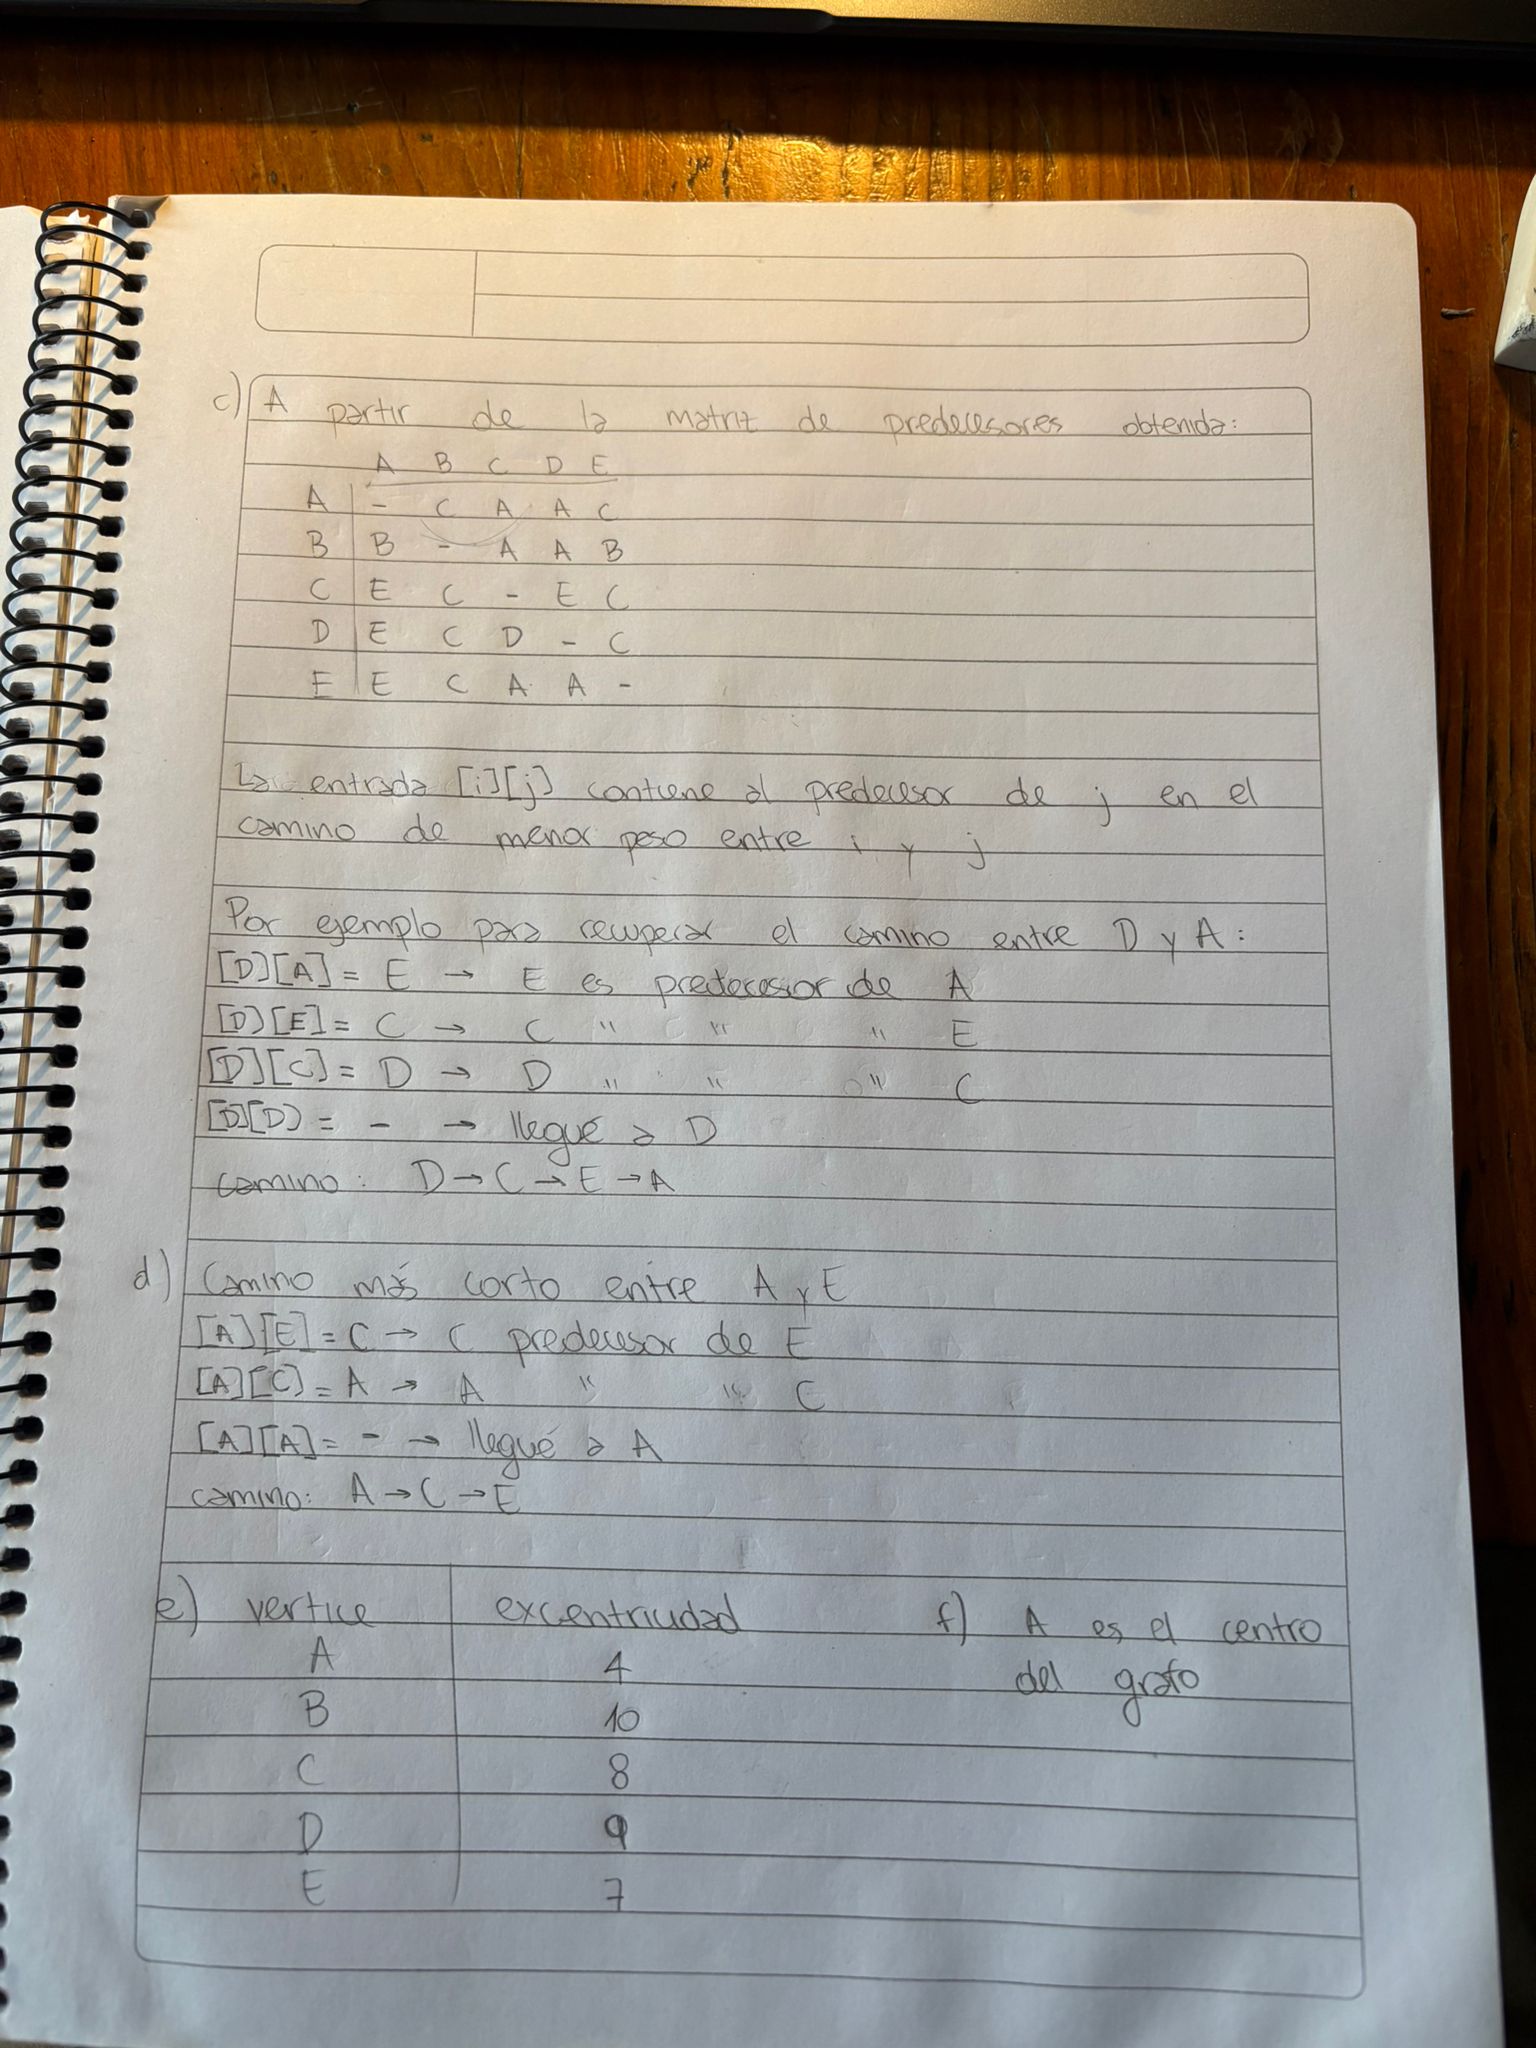 c) A partir de la matriz de predecesores obtenida:
A B C D E
A - C A A C
B B - A A B
C E C - E C
D E C D - C
E E C A A -
La entrada [i][j] contiene al predecesor de j en el
camino de menor peso entre i y j
Por ejemplo para recuperar el camino entre D y A:
[D][A] = E → E es predecesor de A
[D][E] = C → C " " " E
[D][C] = D → D " " " C
[D][D] = - → llegué a D
camino: D → C → E → A
d) Camino más corto entre A y E
[A][E] = C → C predecesor de E
[A][C] = A → A " " C
[A][A] = - → llegué a A
camino: A → C → E
e) vertice excentricidad
A 4
B 10
C 8
D 9
E 7
f) A es el centro
del grafo